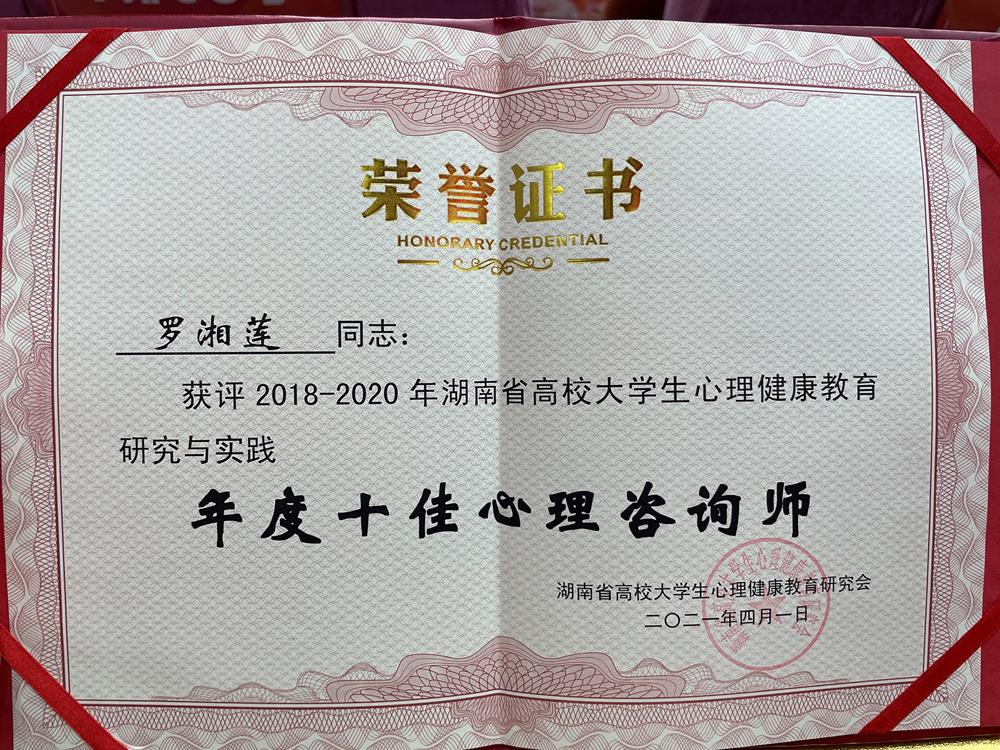 荣誉证书
HONORARY CREDENTIAL
罗湘莲 同志：
获评 2018-2020 年湖南省高校大学生心理健康教育
研究与实践
年度十佳心理咨询师
湖南省高校大学生心理健康教育研究会
二〇二一年四月一日